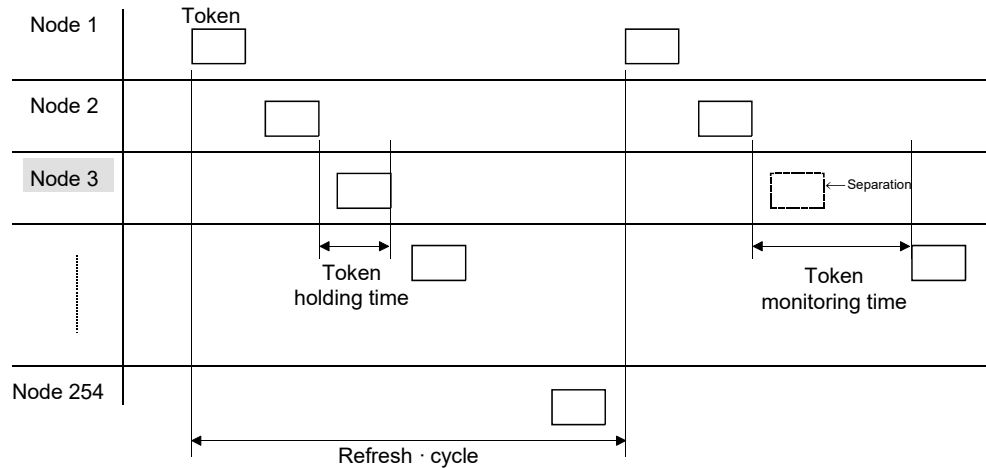 Token
Node 1
Node 2
Node 3
Separation
Token
holding time
Token
monitoring time
Node 254
Refresh · cycle